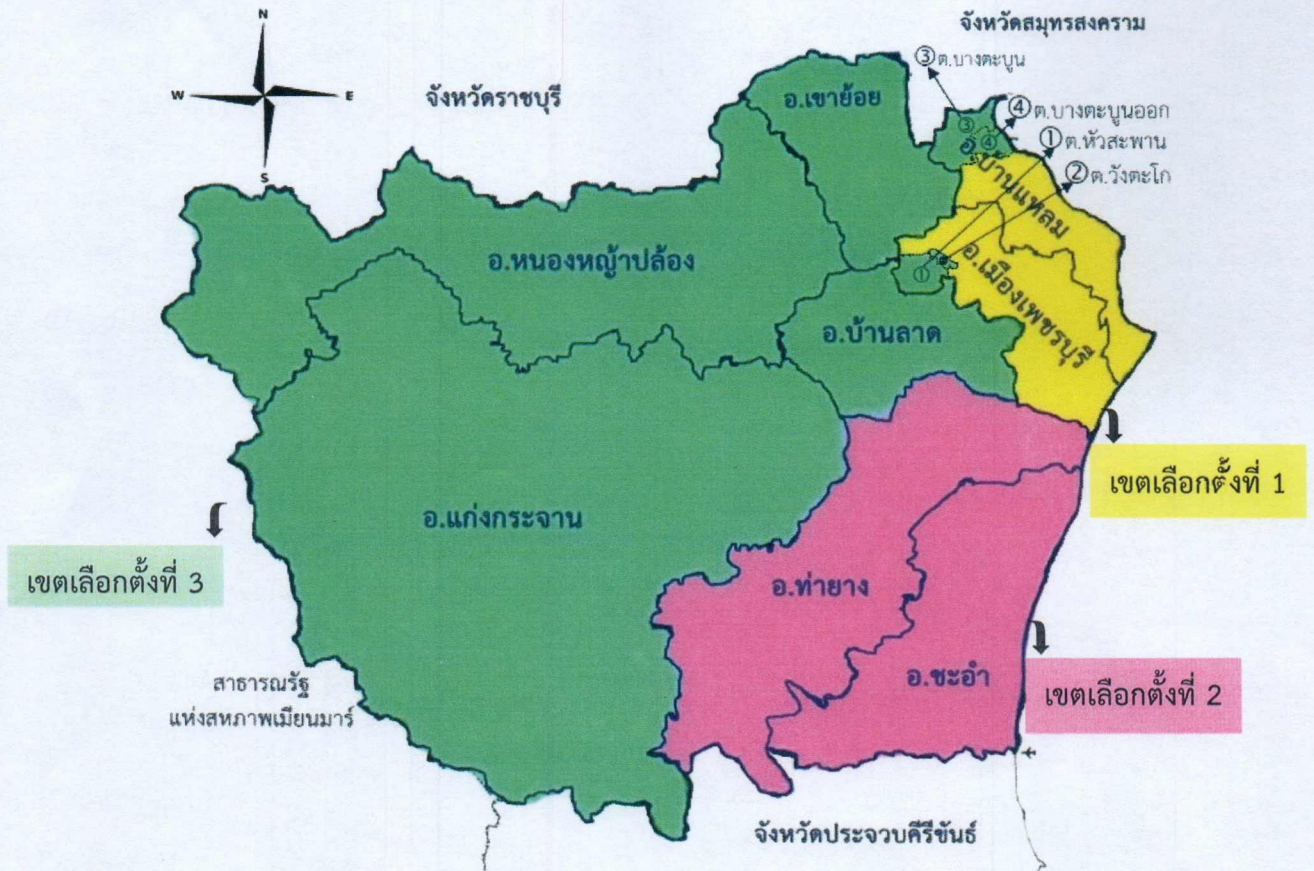 N
จังหวัดสมุทรสงคราม
③ต.บางตะบูน
W
E
จังหวัดราชบุรี
อ.เขาย้อย
④ต.บางตะบูนออก
③
④
①ต.หัวสะพาน
S
②ต.วังตะโก
อ.บ้านแหลม
อ.หนองหญ้าปล้อง
①
อ.เมืองเพชรบุรี
อ.บ้านลาด
เขตเลือกตั้งที่ 1
อ.แก่งกระจาน
เขตเลือกตั้งที่ 3
อ.ท่ายาง
อ.ชะอำ
สาธารณรัฐ
แห่งสหภาพเมียนมาร์
เขตเลือกตั้งที่ 2
จังหวัดประจวบคีรีขันธ์